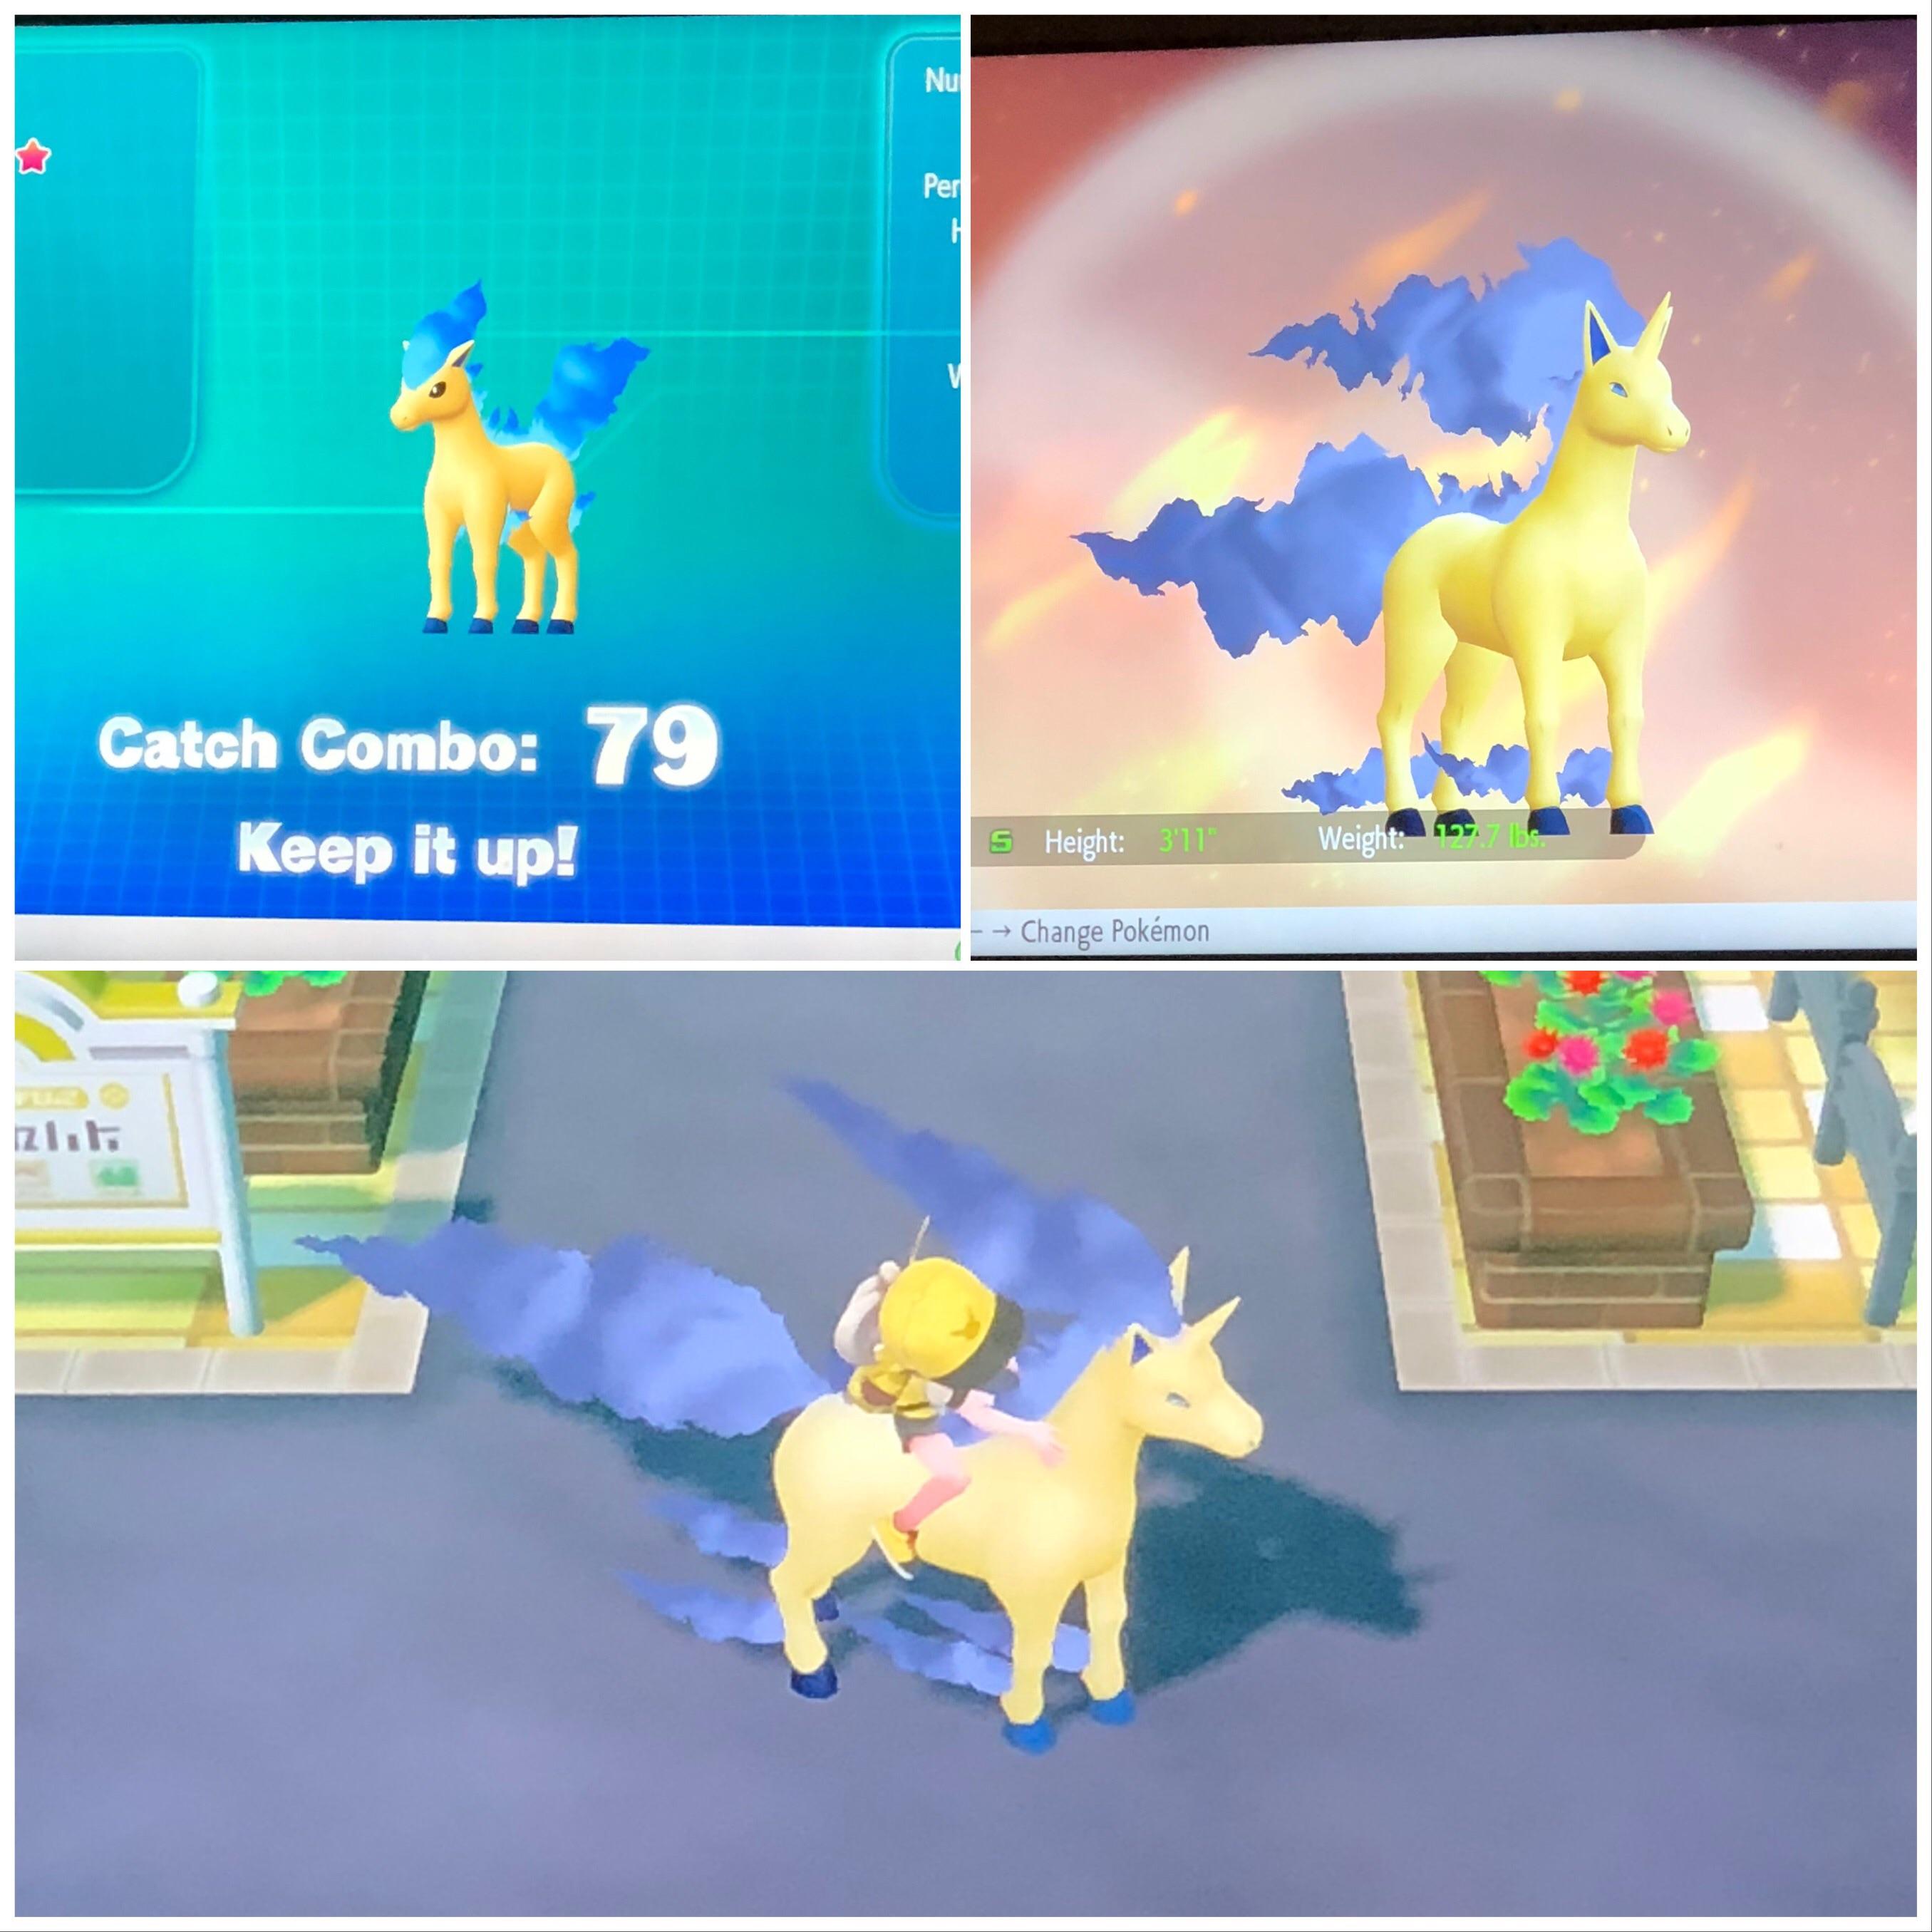 Nu
Per
H
W
Catch Combo: 79
Keep it up!
S Height: 3'11" Weight: 127.7 lbs.
→ Change Pokémon